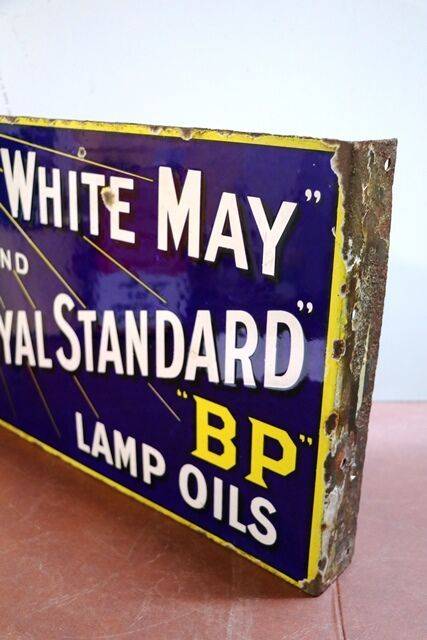 WHITE MAY"
ND
YAL STANDARD"
"BP"
LAMP OILS